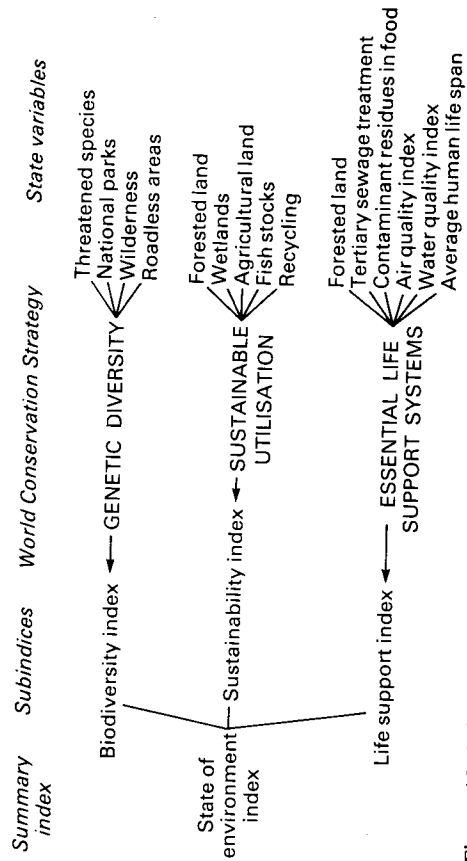 Summary
index
Subindices
World Conservation Strategy
State variables
State of
environment
index
Biodiversity index
GENETIC DIVERSITY
Threatened species
National parks
Wilderness
Roadless areas
Sustainability index
SUSTAINABLE
UTILISATION
Forested land
Wetlands
Agricultural land
Fish stocks
Recycling
Life support index
ESSENTIAL LIFE
SUPPORT SYSTEMS
Forested land
Tertiary sewage treatment
Contaminant residues in food
Air quality index
Water quality index
Average human life span